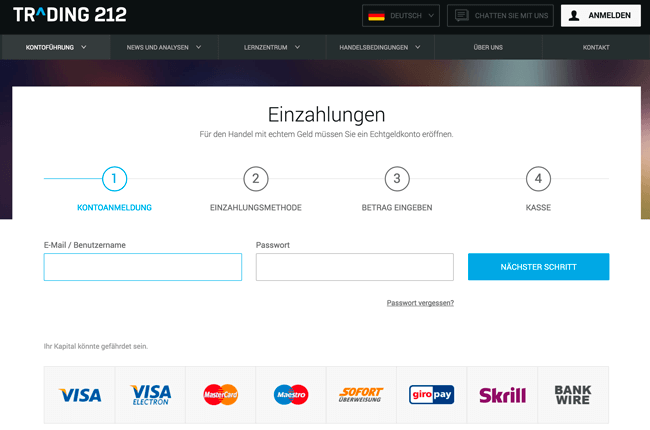 TRADING 212
DEUTSCH
CHATTEN SIE MIT UNS
ANMELDEN
KONTOFÜHRUNG
NEWS UND ANALYSEN
LERNZENTRUM
HANDELSBEDINGUNGEN
ÜBER UNS
KONTAKT
Einzahlungen
Für den Handel mit echtem Geld müssen Sie ein Echtgeldkonto eröffnen.
1
2
3
4
KONTOANMELDUNG
EINZAHLUNGSMETHODE
BETRAG EINGEBEN
KASSE
E-Mail / Benutzername
Passwort
NÄCHSTER SCHRITT
Passwort vergessen?
Ihr Kapital könnte gefährdet sein.
VISA
VISA
ELECTRON
MasterCard
Maestro
SOFORT
ÜBERWEISUNG
giropay
Skrill
BANK
WIRE